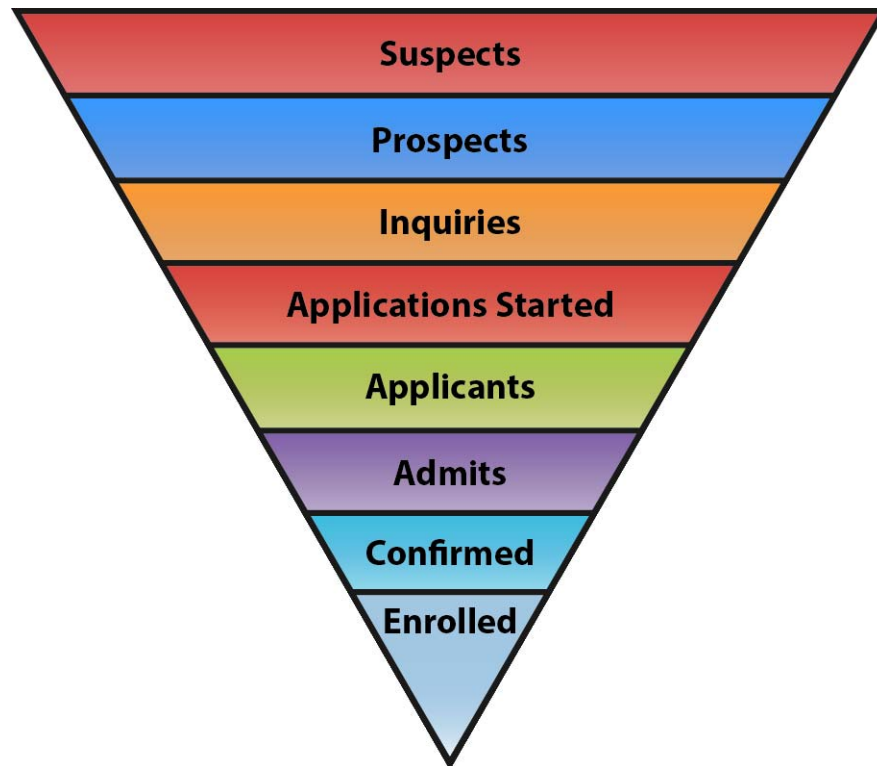 Suspects
Prospects
Inquiries
Applications Started
Applicants
Admits
Confirmed
Enrolled